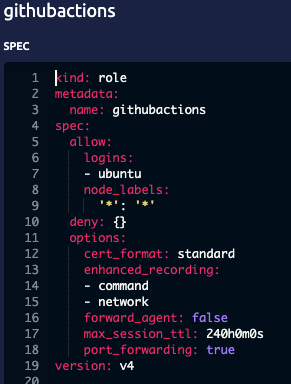 githubactions
SPEC
1 kind: role
2 metadata:
3   name: githubactions
4 spec:
5   allow:
6     logins:
7     - ubuntu
8     node_labels:
9       '*': '*'
10   deny: {}
11   options:
12     cert_format: standard
13     enhanced_recording:
14     - command
15     - network
16     forward_agent: false
17     max_session_ttl: 240h0m0s
18     port_forwarding: true
19 version: v4
20